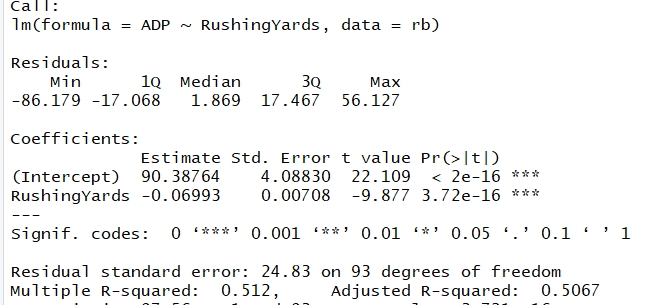 Call:
lm(formula = ADP ~ RushingYards, data = rb)
Residuals:
    Min      1Q  Median      3Q     Max
-86.179 -17.068   1.869  17.467  56.127
Coefficients:
             Estimate Std. Error t value Pr(>|t|)
(Intercept)  90.38764    4.08830  22.109  < 2e-16 ***
RushingYards -0.06993    0.00708  -9.877 3.72e-16 ***
---
Signif. codes:  0 ‘***’ 0.001 ‘**’ 0.01 ‘*’ 0.05 ‘.’ 0.1 ‘ ’ 1
Residual standard error: 24.83 on 93 degrees of freedom
Multiple R-squared:  0.512,	Adjusted R-squared:  0.5067